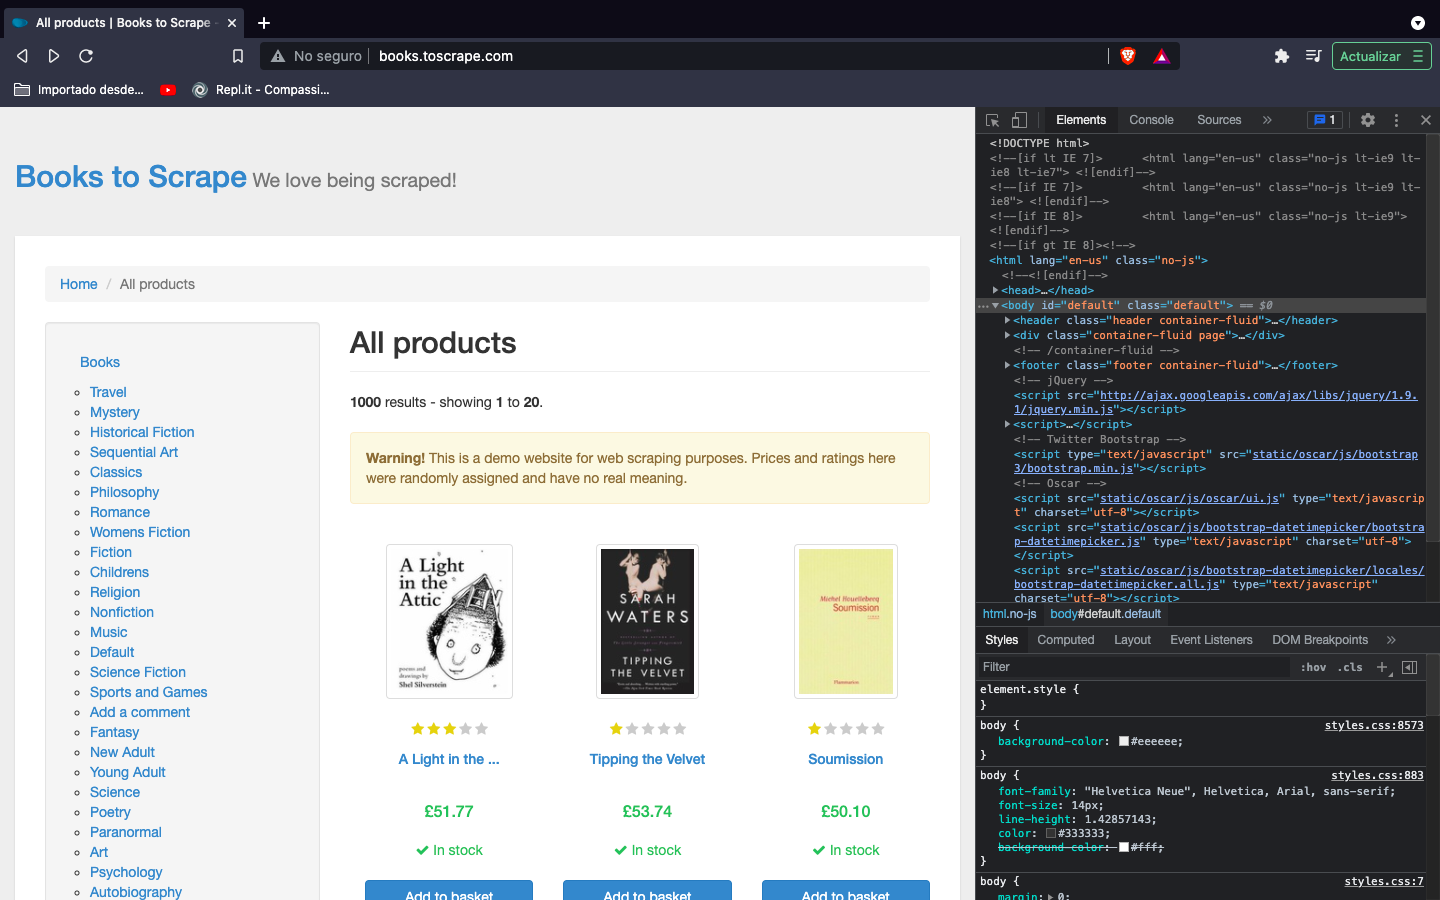 All products | Books to Scrape -
No seguro
books.toscrape.com
Actualizar
Importado desde...
Repl.it - Compassi...
Books to Scrape We love being scraped!
Home / All products
Books
Travel
Mystery
Historical Fiction
Sequential Art
Classics
Philosophy
Romance
Womens Fiction
Fiction
Childrens
Religion
Nonfiction
Music
Default
Science Fiction
Sports and Games
Add a comment
Fantasy
New Adult
Young Adult
Science
Poetry
Paranormal
Art
Psychology
Autobiography
All products
1000 results - showing 1 to 20.
Warning! This is a demo website for web scraping purposes. Prices and ratings here
were randomly assigned and have no real meaning.
A Light
in the
Attic
poems and
drawings by
Shel Silverstein
A Light in the ...
£51.77
In stock
Add to basket
SARAH
WATERS
TIPPING
THE VELVET
Tipping the Velvet
£53.74
In stock
Add to basket
Michel Houellebecq
Soumission
Flammarion
Soumission
£50.10
In stock
Add to basket
Elements Console Sources » 1
<!DOCTYPE html>
<!--[if lt IE 7]> <html lang="en-us" class="no-js lt-ie9 lt-
ie8 lt-ie7"> <![endif]-->
<!--[if IE 7]> <html lang="en-us" class="no-js lt-ie9 lt-
ie8"> <![endif]-->
<!--[if IE 8]> <html lang="en-us" class="no-js lt-ie9">
<![endif]-->
<!--[if gt IE 8]><!-->
<html lang="en-us" class="no-js">
<!--<![endif]-->
<head>…</head>
<body id="default" class="default"> == $0
<header class="header container-fluid">…</header>
<div class="container-fluid page">…</div>
<!-- /container-fluid -->
<footer class="footer container-fluid">…</footer>
<!-- jQuery -->
<script src="http://ajax.googleapis.com/ajax/libs/jquery/1.9.
1/jquery.min.js"></script>
<script>…</script>
<!-- Twitter Bootstrap -->
<script type="text/javascript" src="static/oscar/js/bootstrap
3/bootstrap.min.js"></script>
<!-- Oscar -->
<script src="static/oscar/js/oscar/ui.js" type="text/javascrip
t" charset="utf-8"></script>
<script src="static/oscar/js/bootstrap-datetimepicker/bootstra
p-datetimepicker.js" type="text/javascript" charset="utf-8">
</script>
<script src="static/oscar/js/bootstrap-datetimepicker/locales/
bootstrap-datetimepicker.all.js" type="text/javascript"
charset="utf-8"></script>
html.no-js body#default.default
Styles Computed Layout Event Listeners DOM Breakpoints »
Filter :hov .cls +
element.style {
}
body { styles.css:8573
background-color: #eeeeee;
}
body { styles.css:883
font-family: "Helvetica Neue", Helvetica, Arial, sans-serif;
font-size: 14px;
line-height: 1.42857143;
color: #333333;
background-color: #fff;
}
body { styles.css:7
margin: 0;